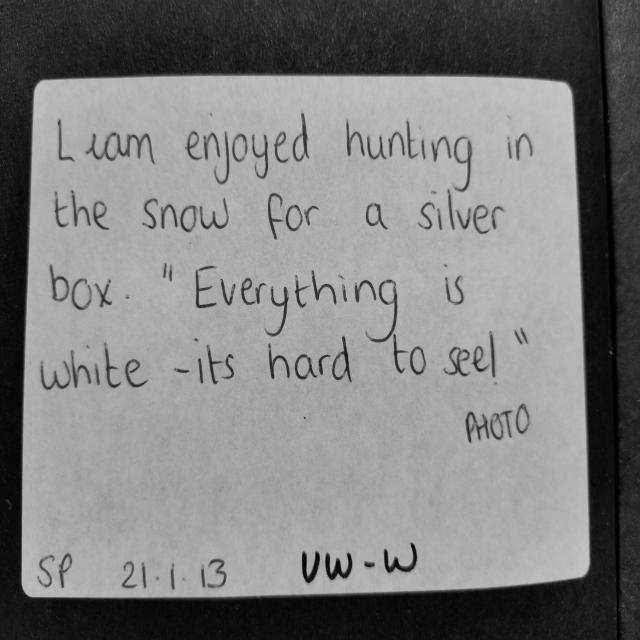 Liam enjoyed hunting in
the snow for a silver
box. "Everything is
white - its hard to see!"
PHOTO
SP 21.1.13 UW-W